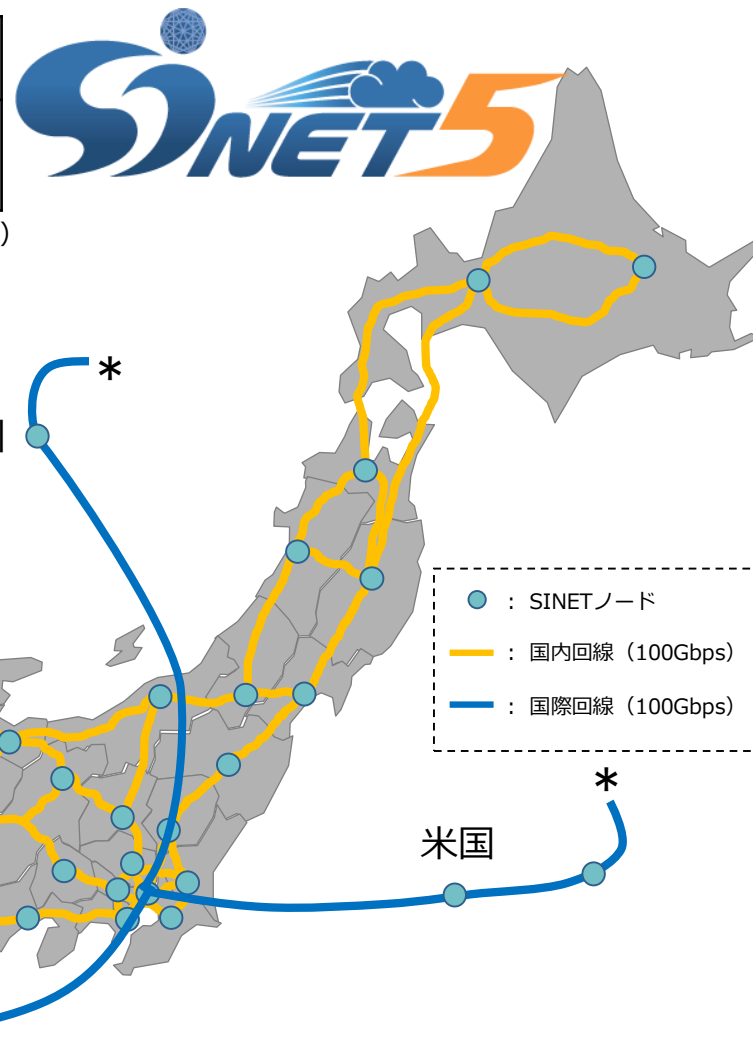 SINET5
)
*
: SINETノード
: 国内回線（100Gbps）
: 国際回線（100Gbps）
*
米国